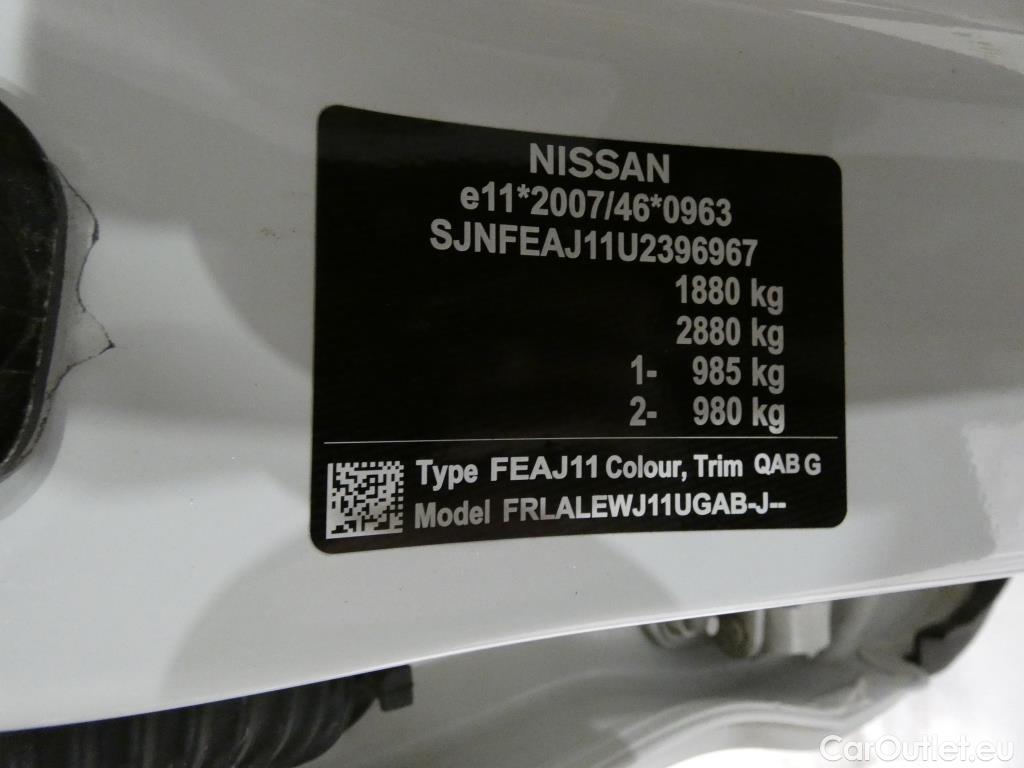 NISSAN
e11*2007/46*0963
SJNFEAJ11U2396967
1880 kg
2880 kg
1- 985 kg
2- 980 kg
Type FEAJ11 Colour, Trim QAB G
Model FRLALEWJ11UGAB-J--
CarOutlet.eu